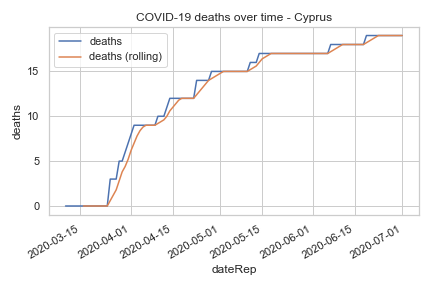 COVID-19 deaths over time - Cyprus
deaths
deaths (rolling)
deaths
15
10
5
0
2020-03-15
2020-04-01
2020-04-15
2020-05-01
2020-05-15
2020-06-01
2020-06-15
2020-07-01
dateRep